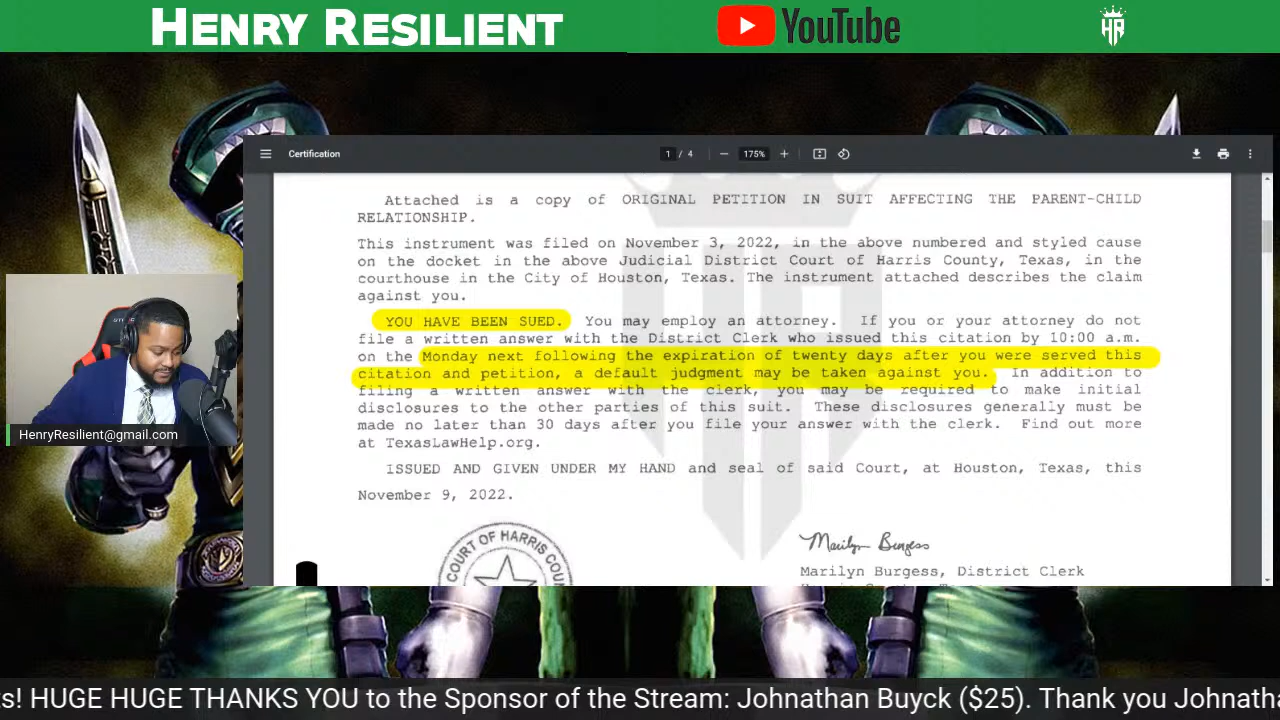 HENRY RESILIENT
YouTube
HR
Certification
1 / 4
175%
Attached is a copy of ORIGINAL PETITION IN SUIT AFFECTING THE PARENT-CHILD
RELATIONSHIP.
This instrument was filed on November 3, 2022, in the above numbered and styled cause
on the docket in the above Judicial District Court of Harris County, Texas, in the
courthouse in the City of Houston, Texas. The instrument attached describes the claim
against you.
YOU HAVE BEEN SUED. You may employ an attorney. If you or your attorney do not
file a written answer with the District Clerk who issued this citation by 10:00 a.m.
on the Monday next following the expiration of twenty days after you were served this
citation and petition, a default judgment may be taken against you. In addition to
filing a written answer with the clerk, you may be required to make initial
disclosures to the other parties of this suit. These disclosures generally must be
made no later than 30 days after you file your answer with the clerk. Find out more
at TexasLawHelp.org.
ISSUED AND GIVEN UNDER MY HAND and seal of said Court, at Houston, Texas, this
November 9, 2022.
COURT OF HARRIS COU
Marilyn Burgess
Marilyn Burgess, District Clerk
HenryResilient@gmail.com
ts! HUGE HUGE THANKS YOU to the Sponsor of the Stream: Johnathan Buyck ($25). Thank you Johnatha